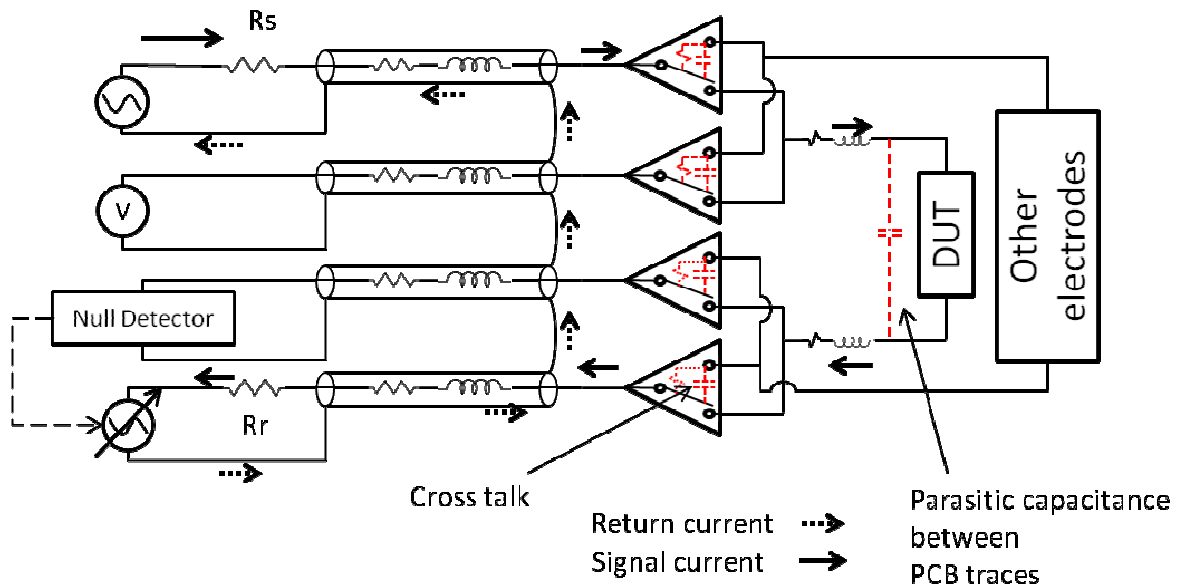 Rs
V
Null Detector
Rr
DUT
Other
electrodes
Cross talk
Return current
Signal current
Parasitic capacitance
between
PCB traces